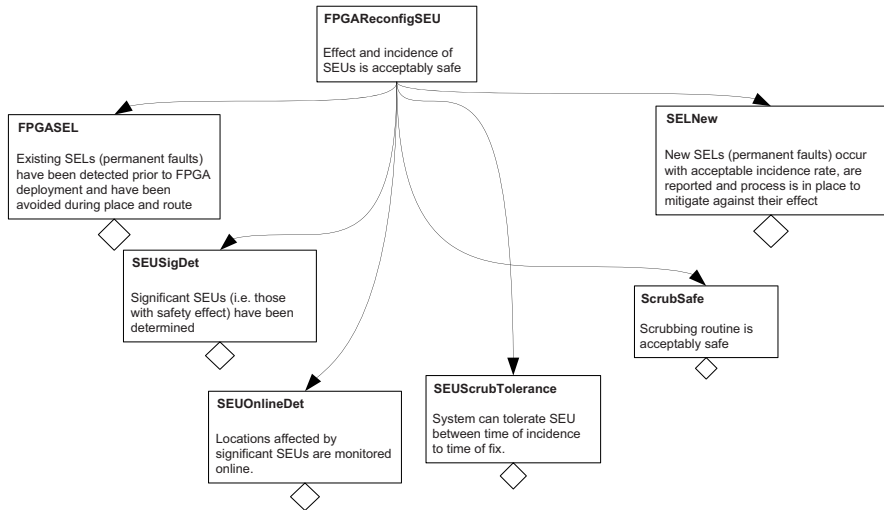 FPGAReconfigSEU
Effect and incidence of
SEUs is acceptably safe
FPGASEL
Existing SELs (permanent faults)
have been detected prior to FPGA
deployment and have been
avoided during place and route
SELNew
New SELs (permanent faults) occur
with acceptable incidence rate, are
reported and process is in place to
mitigate against their effect
SEUSigDet
Significant SEUs (i.e. those
with safety effect) have been
determined
ScrubSafe
Scrubbing routine is
acceptably safe
SEUOnlineDet
Locations affected by
significant SEUs are monitored
online.
SEUScrubTolerance
System can tolerate SEU
between time of incidence
to time of fix.